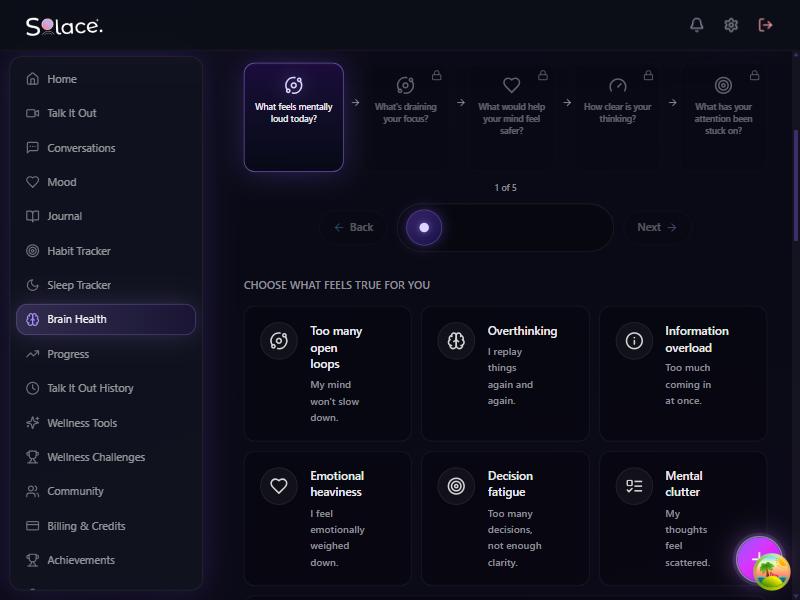 Solace.
Home
Talk It Out
Conversations
Mood
Journal
Habit Tracker
Sleep Tracker
Brain Health
Progress
Talk It Out History
Wellness Tools
Wellness Challenges
Community
Billing & Credits
Achievements
What feels mentally
loud today?
What's draining
your focus?
What would help
your mind feel
safer?
How clear is your
thinking?
What has your
attention been
stuck on?
1 of 5
Back
Next
CHOOSE WHAT FEELS TRUE FOR YOU
Too many
open
loops
My mind
won't slow
down.
Overthinking
I replay
things
again and
again.
Information
overload
Too much
coming in
at once.
Emotional
heaviness
I feel
emotionally
weighed
down.
Decision
fatigue
Too many
decisions,
not enough
clarity.
Mental
clutter
My
thoughts
feel
scattered.